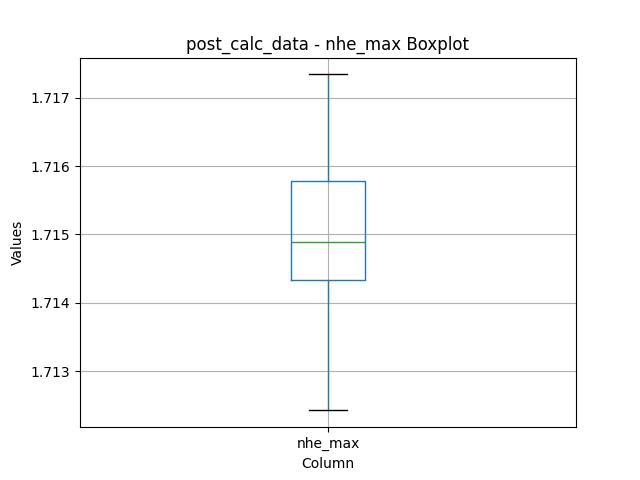 post_calc_data - nhe_max Boxplot
1.717
1.716
1.715
1.714
1.713
Values
nhe_max
Column